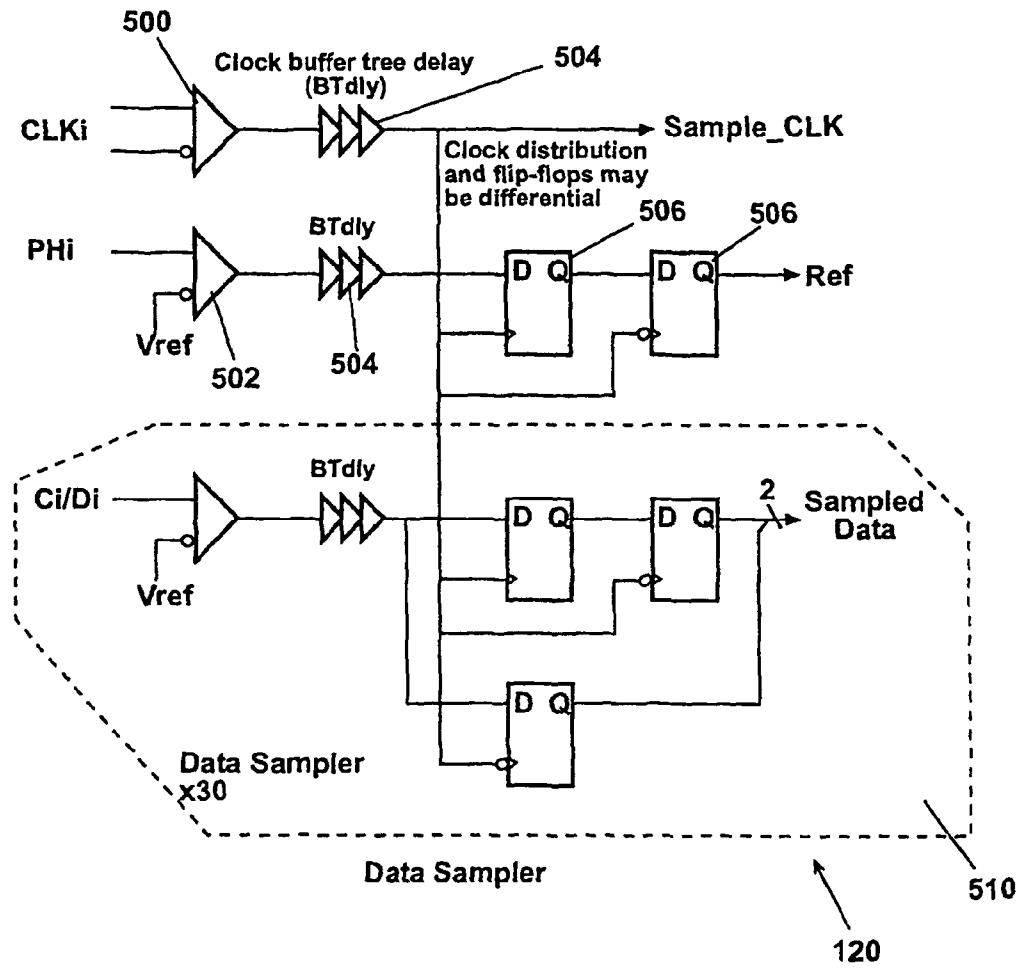 500
Clock buffer tree delay
(BTdly)
504
CLKi
Sample_CLK
Clock distribution
and flip-flops may
be differential
PHi
BTdly
506
506
D Q
D Q
Ref
Vref
502
504
Ci/Di
BTdly
D Q
D Q
2
Sampled
Data
Vref
D Q
Data Sampler
x30
Data Sampler
510
120